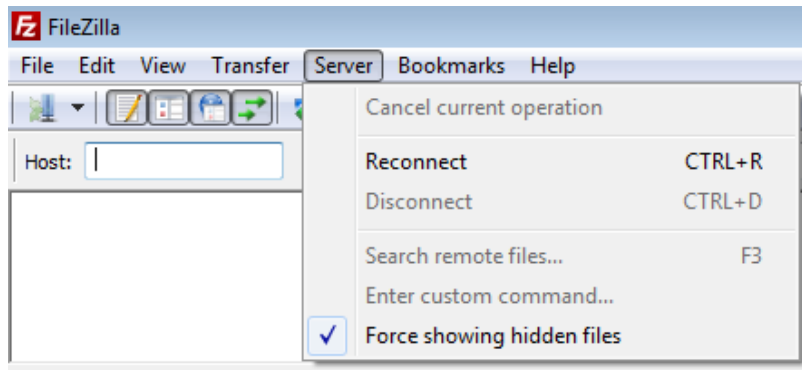 FileZilla
File Edit View Transfer Server Bookmarks Help
Cancel current operation
Host:
Reconnect CTRL+R
Disconnect CTRL+D
Search remote files... F3
Enter custom command...
Force showing hidden files